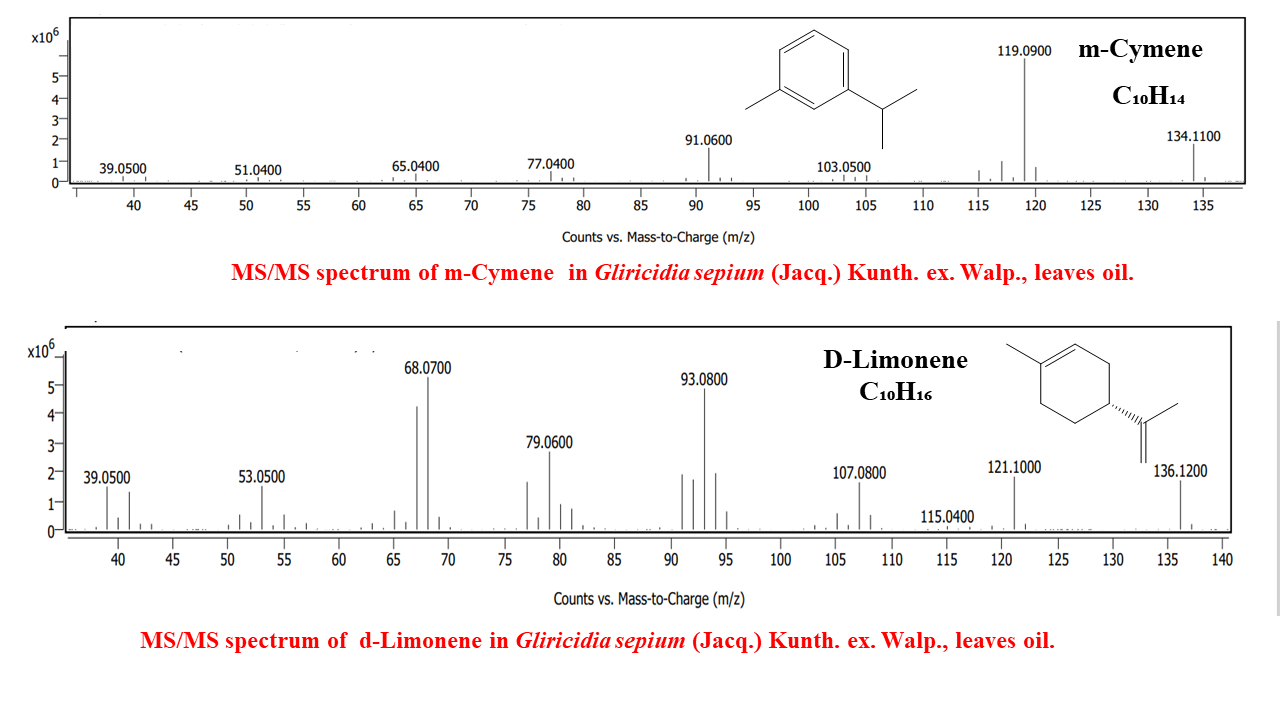 x10⁶
5
4
3
2
1
0
39.0500
51.0400
65.0400
77.0400
91.0600
103.0500
119.0900
134.1100
m-Cymene
C₁₀H₁₄
40 45 50 55 60 65 70 75 80 85 90 95 100 105 110 115 120 125 130 135
Counts vs. Mass-to-Charge (m/z)
MS/MS spectrum of m-Cymene in Gliricidia sepium (Jacq.) Kunth. ex. Walp., leaves oil.
x10⁶
5
4
3
2
1
0
39.0500
53.0500
68.0700
79.0600
93.0800
107.0800
115.0400
121.1000
136.1200
D-Limonene
C₁₀H₁₆
40 45 50 55 60 65 70 75 80 85 90 95 100 105 110 115 120 125 130 135 140
Counts vs. Mass-to-Charge (m/z)
MS/MS spectrum of d-Limonene in Gliricidia sepium (Jacq.) Kunth. ex. Walp., leaves oil.